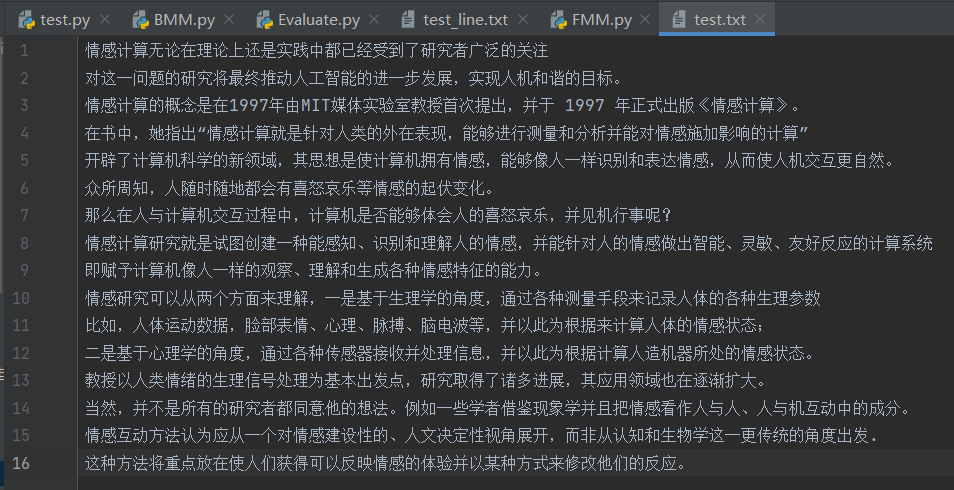 test.py BMM.py Evaluate.py test_line.txt FMM.py test.txt
1 情感计算无论在理论上还是实践中都已经受到了研究者广泛的关注
2 对这一问题的研究将最终推动人工智能的进一步发展，实现人机和谐的目标。
3 情感计算的概念是在1997年由MIT媒体实验室教授首次提出，并于 1997 年正式出版《情感计算》。
4 在书中，她指出“情感计算就是针对人类的外在表现，能够进行测量和分析并能对情感施加影响的计算”
5 开辟了计算机科学的新领域，其思想是使计算机拥有情感，能够像人一样识别和表达情感，从而使人机交互更自然。
6 众所周知，人随时随地都会有喜怒哀乐等情感的起伏变化。
7 那么在人与计算机交互过程中，计算机是否能够体会人的喜怒哀乐，并见机行事呢？
8 情感计算研究就是试图创建一种能感知、识别和理解人的情感，并能针对人的情感做出智能、灵敏、友好反应的计算系统
9 即赋予计算机像人一样的观察、理解和生成各种情感特征的能力。
10 情感研究可以从两个方面来理解，一是基于生理学的角度，通过各种测量手段来记录人体的各种生理参数
11 比如，人体运动数据，脸部表情、心理、脉搏、脑电波等，并以此为根据来计算人体的情感状态；
12 二是基于心理学的角度，通过各种传感器接收并处理信息，并以此为根据计算人造机器所处的情感状态。
13 教授以人类情绪的生理信号处理为基本出发点，研究取得了诸多进展，其应用领域也在逐渐扩大。
14 当然，并不是所有的研究者都同意他的想法。例如一些学者借鉴现象学并且把情感看作人与人、人与机互动中的成分。
15 情感互动方法认为应从一个对情感建设性的、人文决定性视角展开，而非从认知和生物学这一更传统的角度出发.
16 这种方法将重点放在使人们获得可以反映情感的体验并以某种方式来修改他们的反应。